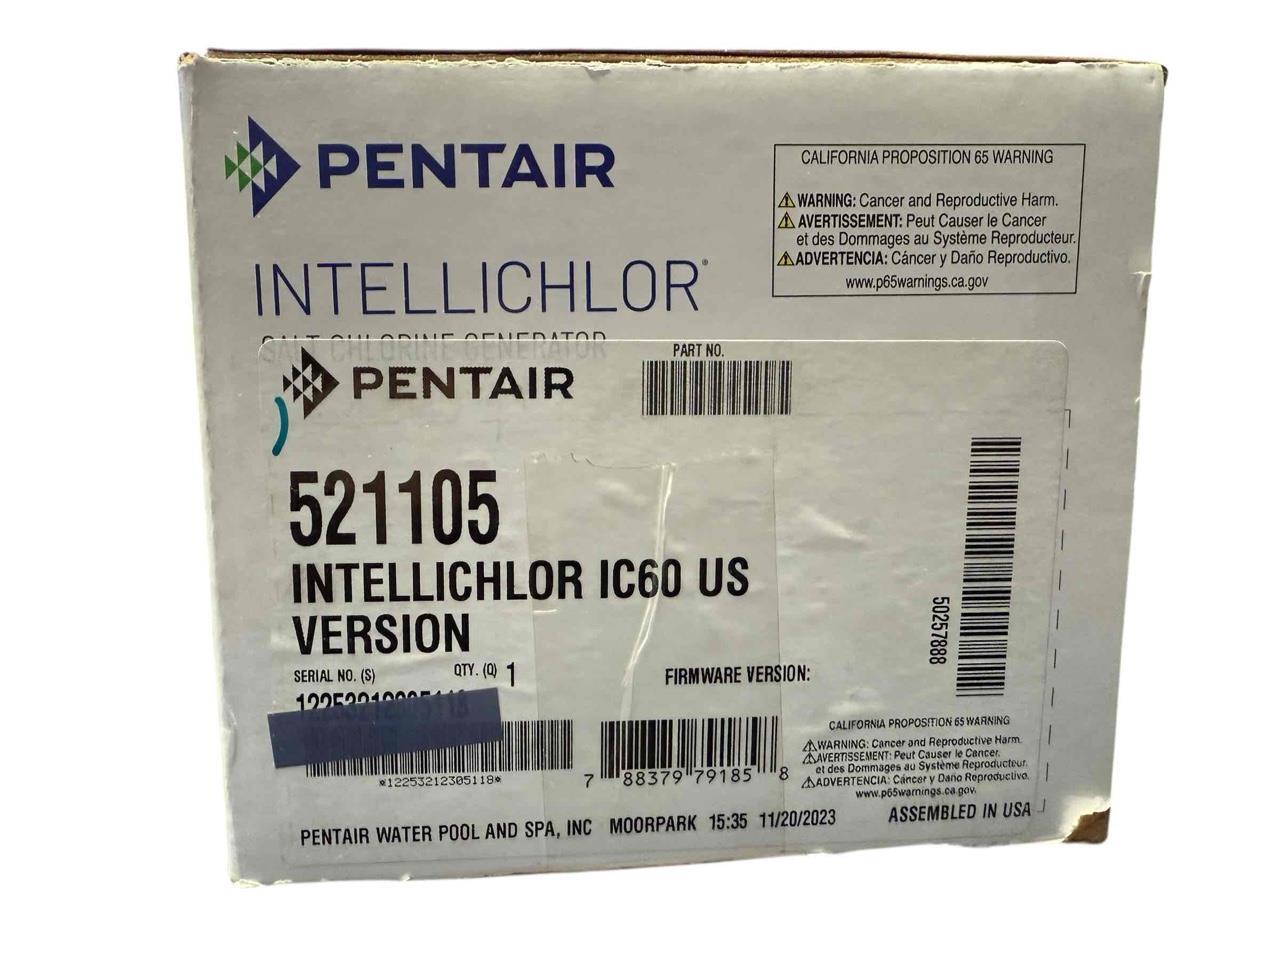 PENTAIR
CALIFORNIA PROPOSITION 65 WARNING
WARNING: Cancer and Reproductive Harm.
AVERTISSEMENT: Peut Causer le Cancer
et des Dommages au Système Reproducteur.
ADVERTENCIA: Cáncer y Daño Reproductivo.
www.p65warnings.ca.gov
INTELLICHLOR®
SALT CHLORINE GENERATOR
PENTAIR
PART NO.
521105
INTELLICHLOR IC60 US
VERSION
50257888
SERIAL NO. (S)
QTY. (Q) 1
FIRMWARE VERSION:
12253212305118
*12253212305118*
7 88379 79185 8
CALIFORNIA PROPOSITION 65 WARNING
WARNING: Cancer and Reproductive Harm.
AVERTISSEMENT: Peut Causer le Cancer.
et des Dommages au Système Reproducteur.
ADVERTENCIA: Cáncer y Daño Reproductivo.
www.p65warnings.ca.gov.
PENTAIR WATER POOL AND SPA, INC MOORPARK 15:35 11/20/2023
ASSEMBLED IN USA